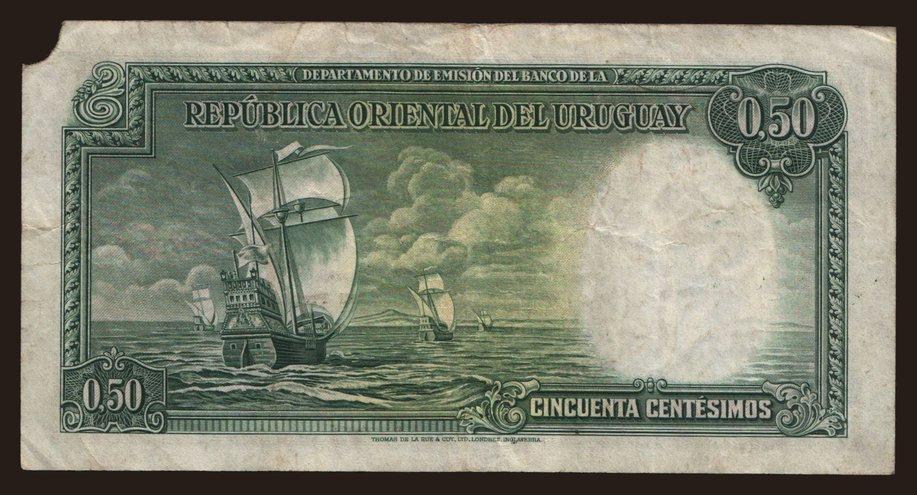 DEPARTAMENTO DE EMISIÓN DEL BANCO DE LA
REPÚBLICA ORIENTAL DEL URUGUAY
0,50
0,50
CINCUENTA CENTÉSIMOS
THOMAS DE LA RUE & COY, LTD. LONDRES, INGLATERRA.